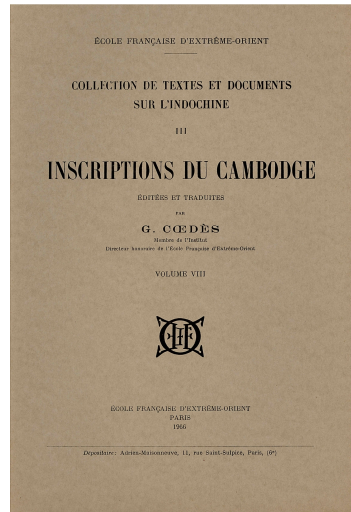 ÉCOLE FRANÇAISE D'EXTRÊME-ORIENT
COLLECTION DE TEXTES ET DOCUMENTS
SUR L'INDOCHINE
III
INSCRIPTIONS DU CAMBODGE
ÉDITÉES ET TRADUITES
PAR
G. CŒDÈS
Membre de l'Institut
Directeur honoraire de l'École Française d'Extrême-Orient
VOLUME VIII
ÉCOLE FRANÇAISE D'EXTRÊME-ORIENT
PARIS
1966
Dépositaire : Adrien-Maisonneuve, 11, rue Saint-Sulpice, Paris, (6e)